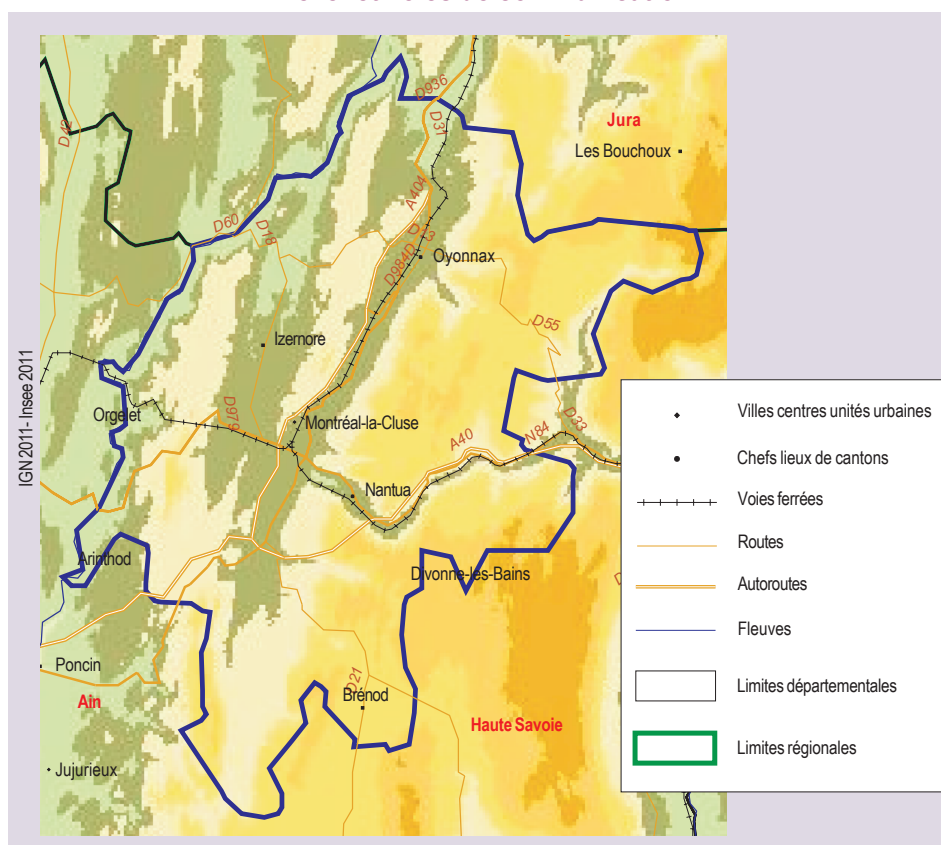 IGN 2011- Insee 2011
D42
D936
D31
Jura
Les Bouchoux
A404
D60
D18
D984D
Oyonnax
D55
Izernore
Orgelet
D979
Montréal-la-Cluse
A40
N84
D33
Nantua
Arinthod
Divonne-les-Bains
Poncin
Ain
D21
Brénod
Haute Savoie
Jujurieux
Villes centres unités urbaines
Chefs lieux de cantons
Voies ferrées
Routes
Autoroutes
Fleuves
Limites départementales
Limites régionales